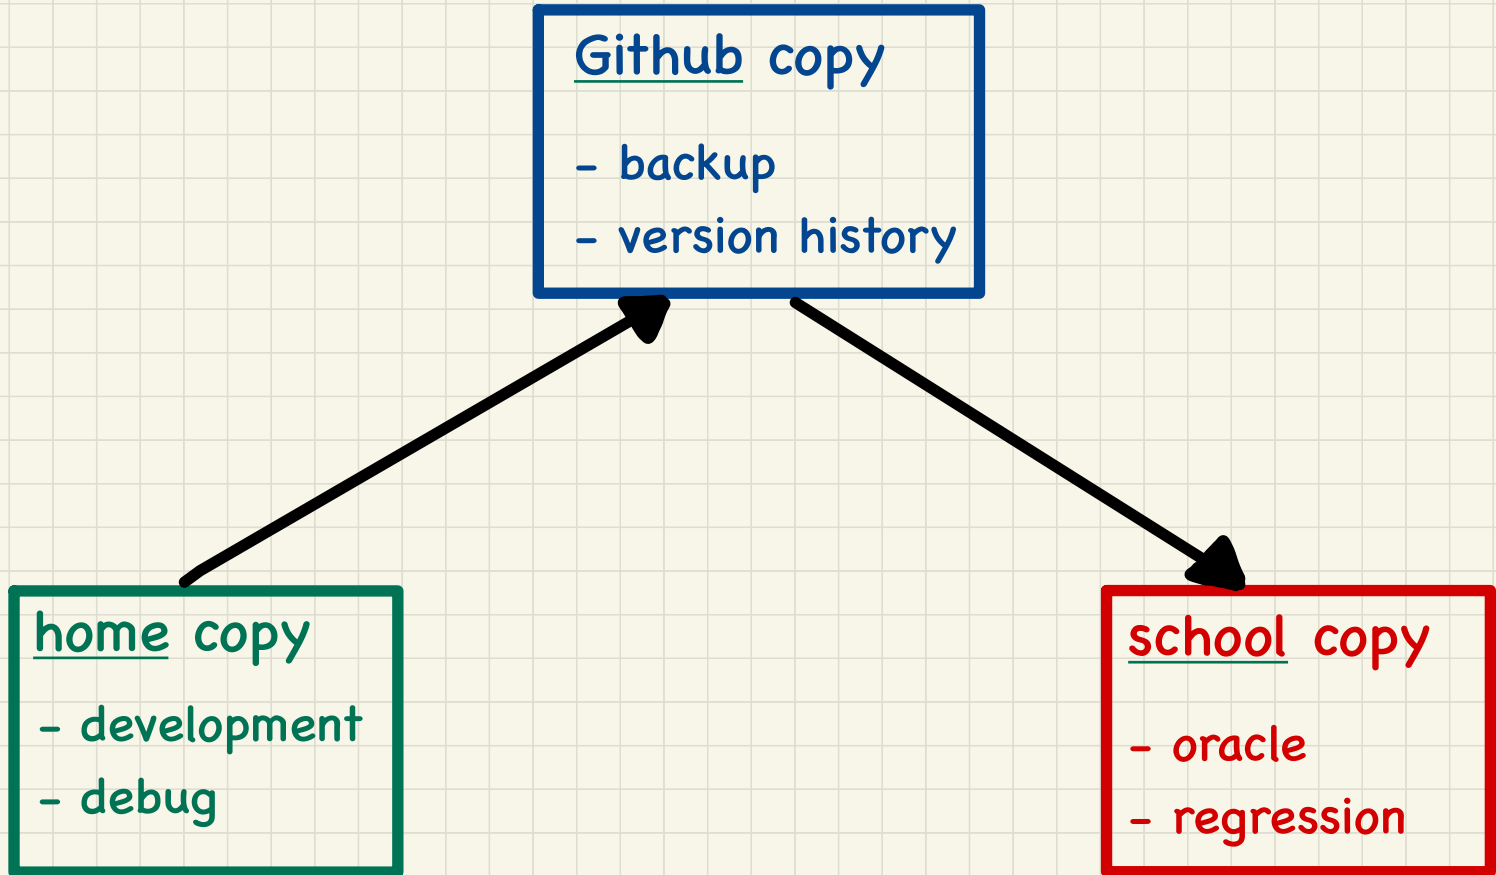 Github copy
- backup
- version history
home copy
- development
- debug
school copy
- oracle
- regression